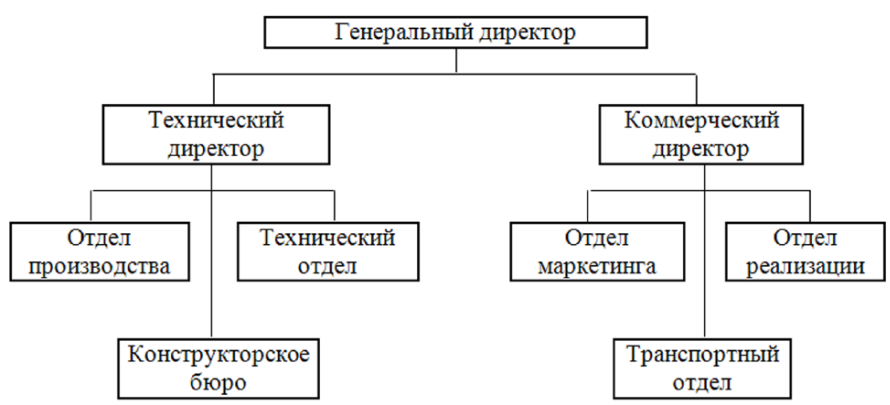 Генеральный директор
Технический
директор
Коммерческий
директор
Отдел
производства
Технический
отдел
Отдел
маркетинга
Отдел
реализации
Конструкторское
бюро
Транспортный
отдел